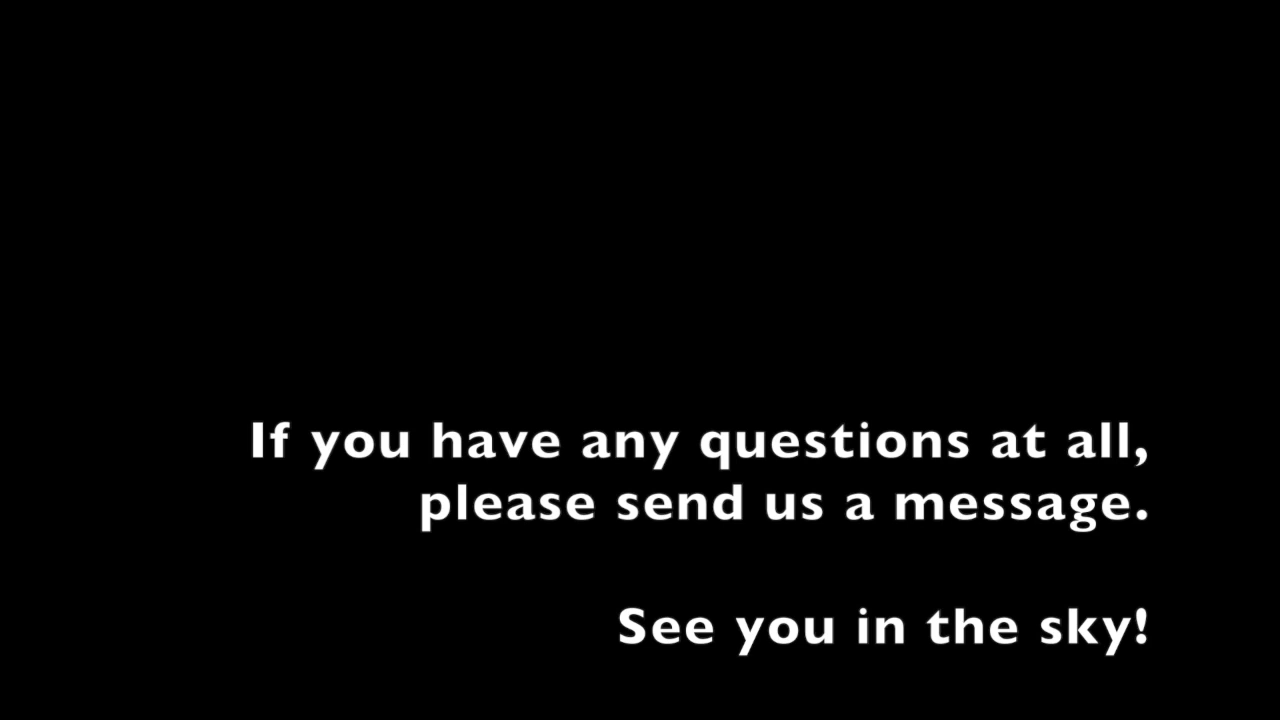 If you have any questions at all,
please send us a message.
See you in the sky!